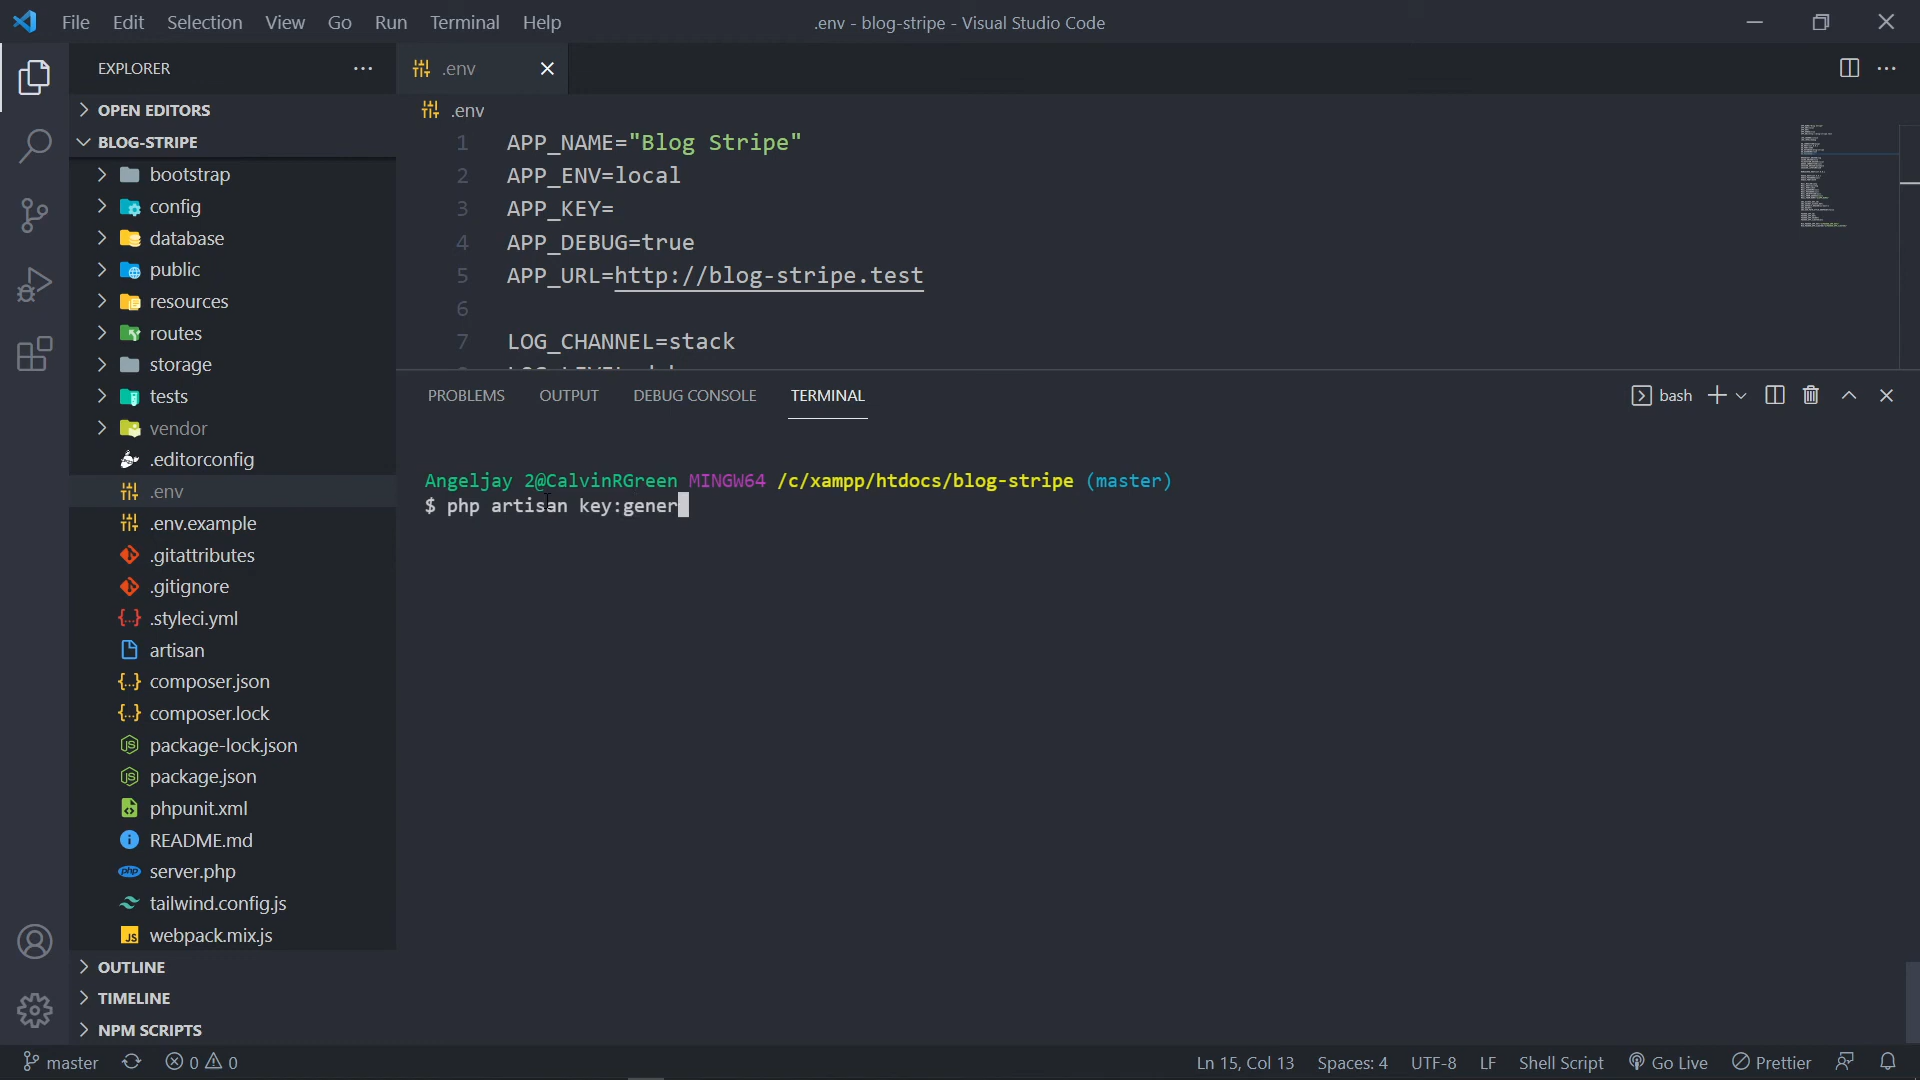 File Edit Selection View Go Run Terminal Help
.env - blog-stripe - Visual Studio Code
EXPLORER
OPEN EDITORS
BLOG-STRIPE
bootstrap
config
database
public
resources
routes
storage
tests
vendor
.editorconfig
.env
.env.example
.gitattributes
.gitignore
.styleci.yml
artisan
composer.json
composer.lock
package-lock.json
package.json
phpunit.xml
README.md
server.php
tailwind.config.js
webpack.mix.js
OUTLINE
TIMELINE
NPM SCRIPTS
.env
.env
1 APP_NAME="Blog Stripe"
2 APP_ENV=local
3 APP_KEY=
4 APP_DEBUG=true
5 APP_URL=http://blog-stripe.test
6
7 LOG_CHANNEL=stack
PROBLEMS OUTPUT DEBUG CONSOLE TERMINAL
bash
Angeljay 2@CalvinRGreen MINGW64 /c/xampp/htdocs/blog-stripe (master)
$ php artisan key:gener
master 0 0 Ln 15, Col 13 Spaces: 4 UTF-8 LF Shell Script Go Live Prettier